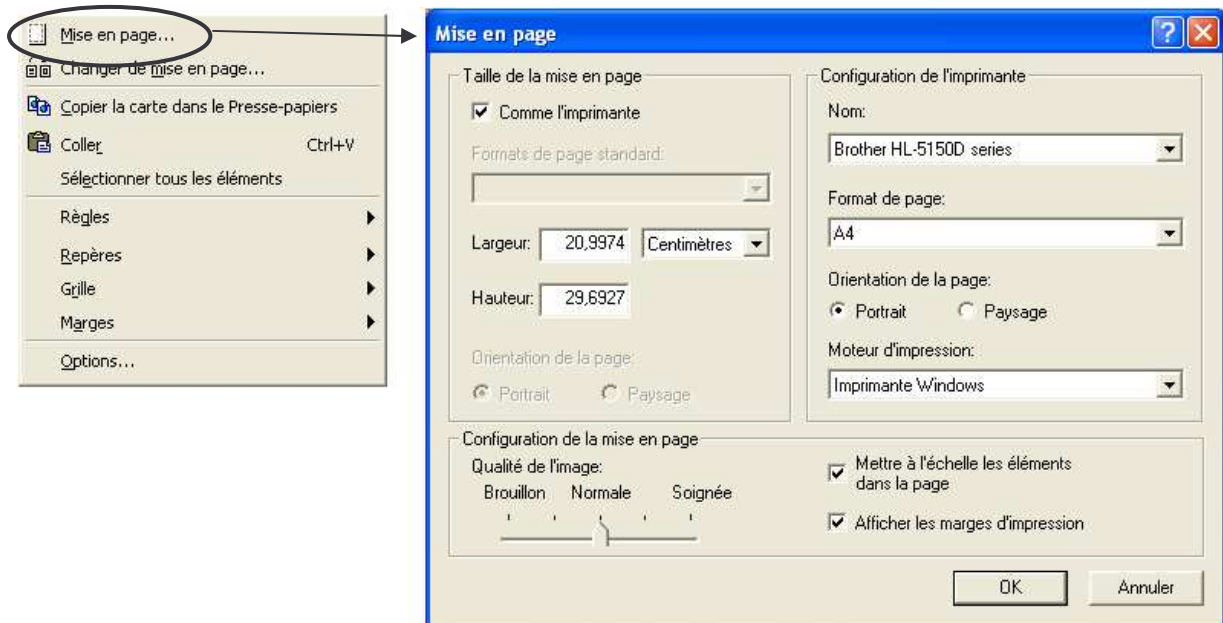 Mise en page...
Changer de mise en page...
Copier la carte dans le Presse-papiers
Coller Ctrl+V
Sélectionner tous les éléments
Règles
Repères
Grille
Marges
Options...
Mise en page
Taille de la mise en page
Comme l'imprimante
Formats de page standard:
Largeur: 20,9974 Centimètres
Hauteur: 29,6927
Orientation de la page:
Portrait Paysage
Configuration de l'imprimante
Nom:
Brother HL-5150D series
Format de page:
A4
Orientation de la page:
Portrait Paysage
Moteur d'impression:
Imprimante Windows
Configuration de la mise en page
Qualité de l'image:
Brouillon Normale Soignée
Mettre à l'échelle les éléments
dans la page
Afficher les marges d'impression
OK Annuler